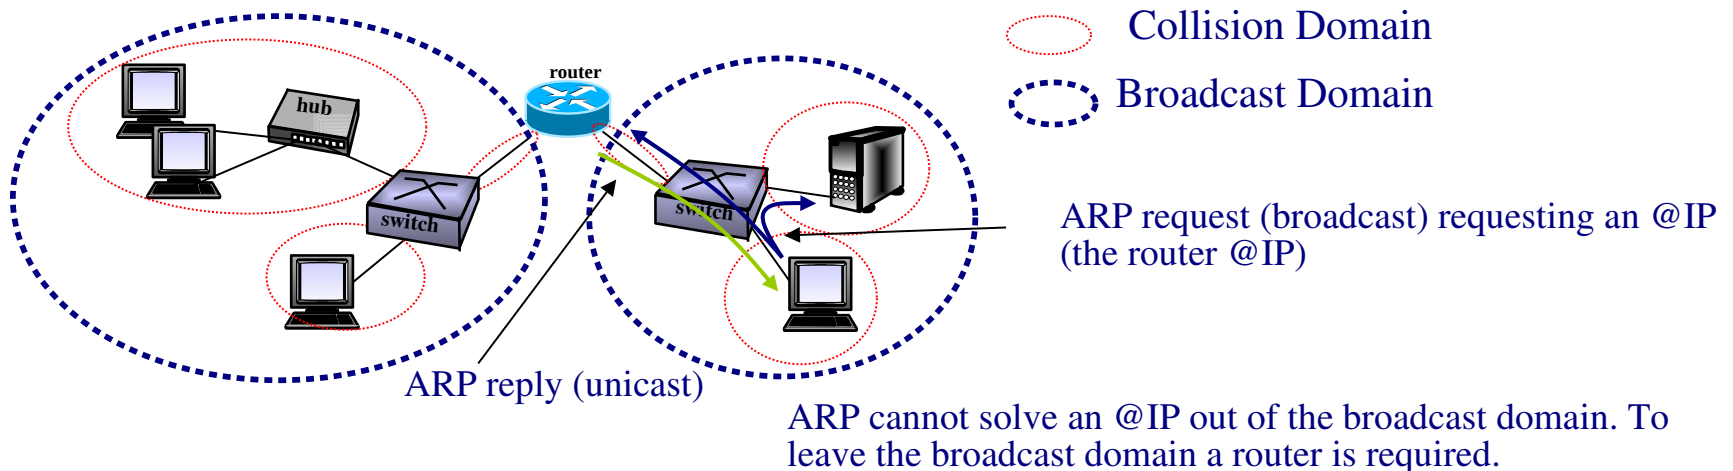 Collision Domain
router
Broadcast Domain
hub
switch
switch
ARP request (broadcast) requesting an @IP
(the router @IP)
ARP reply (unicast)
ARP cannot solve an @IP out of the broadcast domain. To
leave the broadcast domain a router is required.